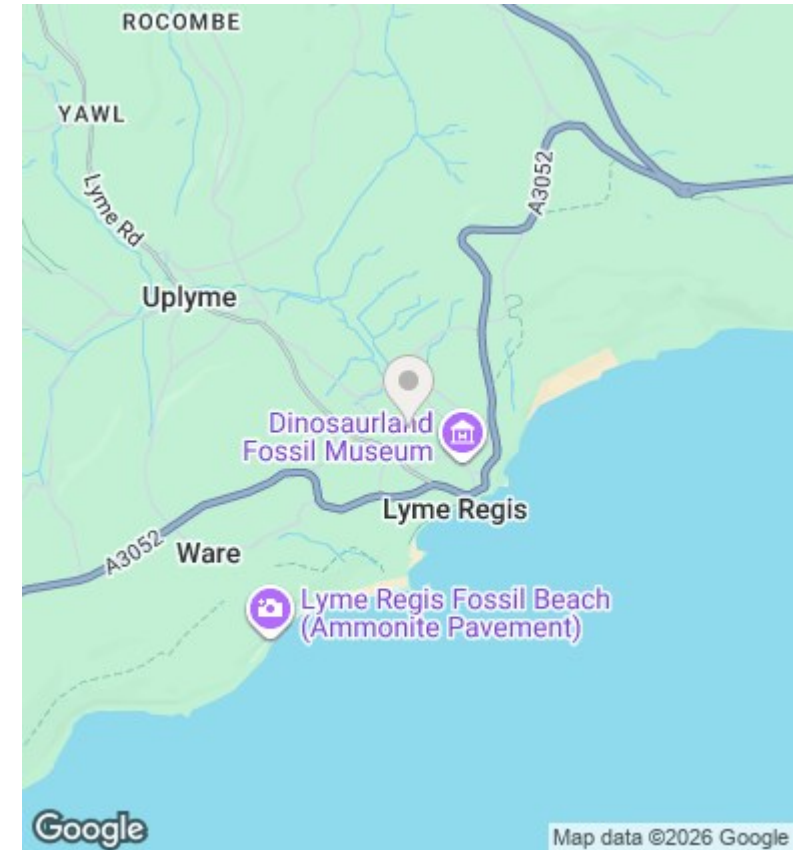 ROCOMBE
YAWL
A3052
Lyme Rd
Uplyme
Dinosaurland
Fossil Museum
Lyme Regis
A3052
Ware
Lyme Regis Fossil Beach
(Ammonite Pavement)
Google
Map data ©2026 Google